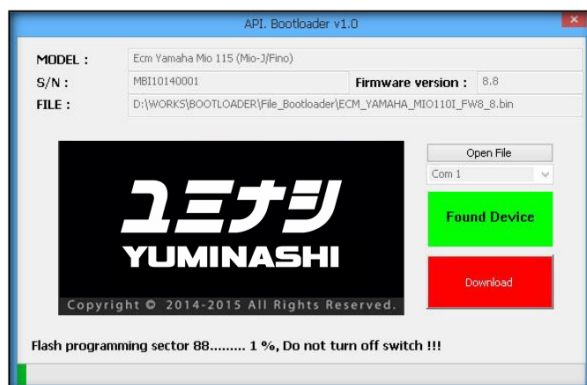 API. Bootloader v1.0
MODEL : Ecm Yamaha Mio 115 (Mio-J/Fino)
S/N : MBI10140001 Firmware version : 8.8
FILE : D:\WORKS\BOOTLOADER\File_Bootloader\ECM_YAMAHA_MIO110I_FW8_8.bin
Open File
Com 1
ユミナシ
YUMINASHI
Found Device
Download
Copyright © 2014-2015 All Rights Reserved.
Flash programming sector 88......... 1 %, Do not turn off switch !!!